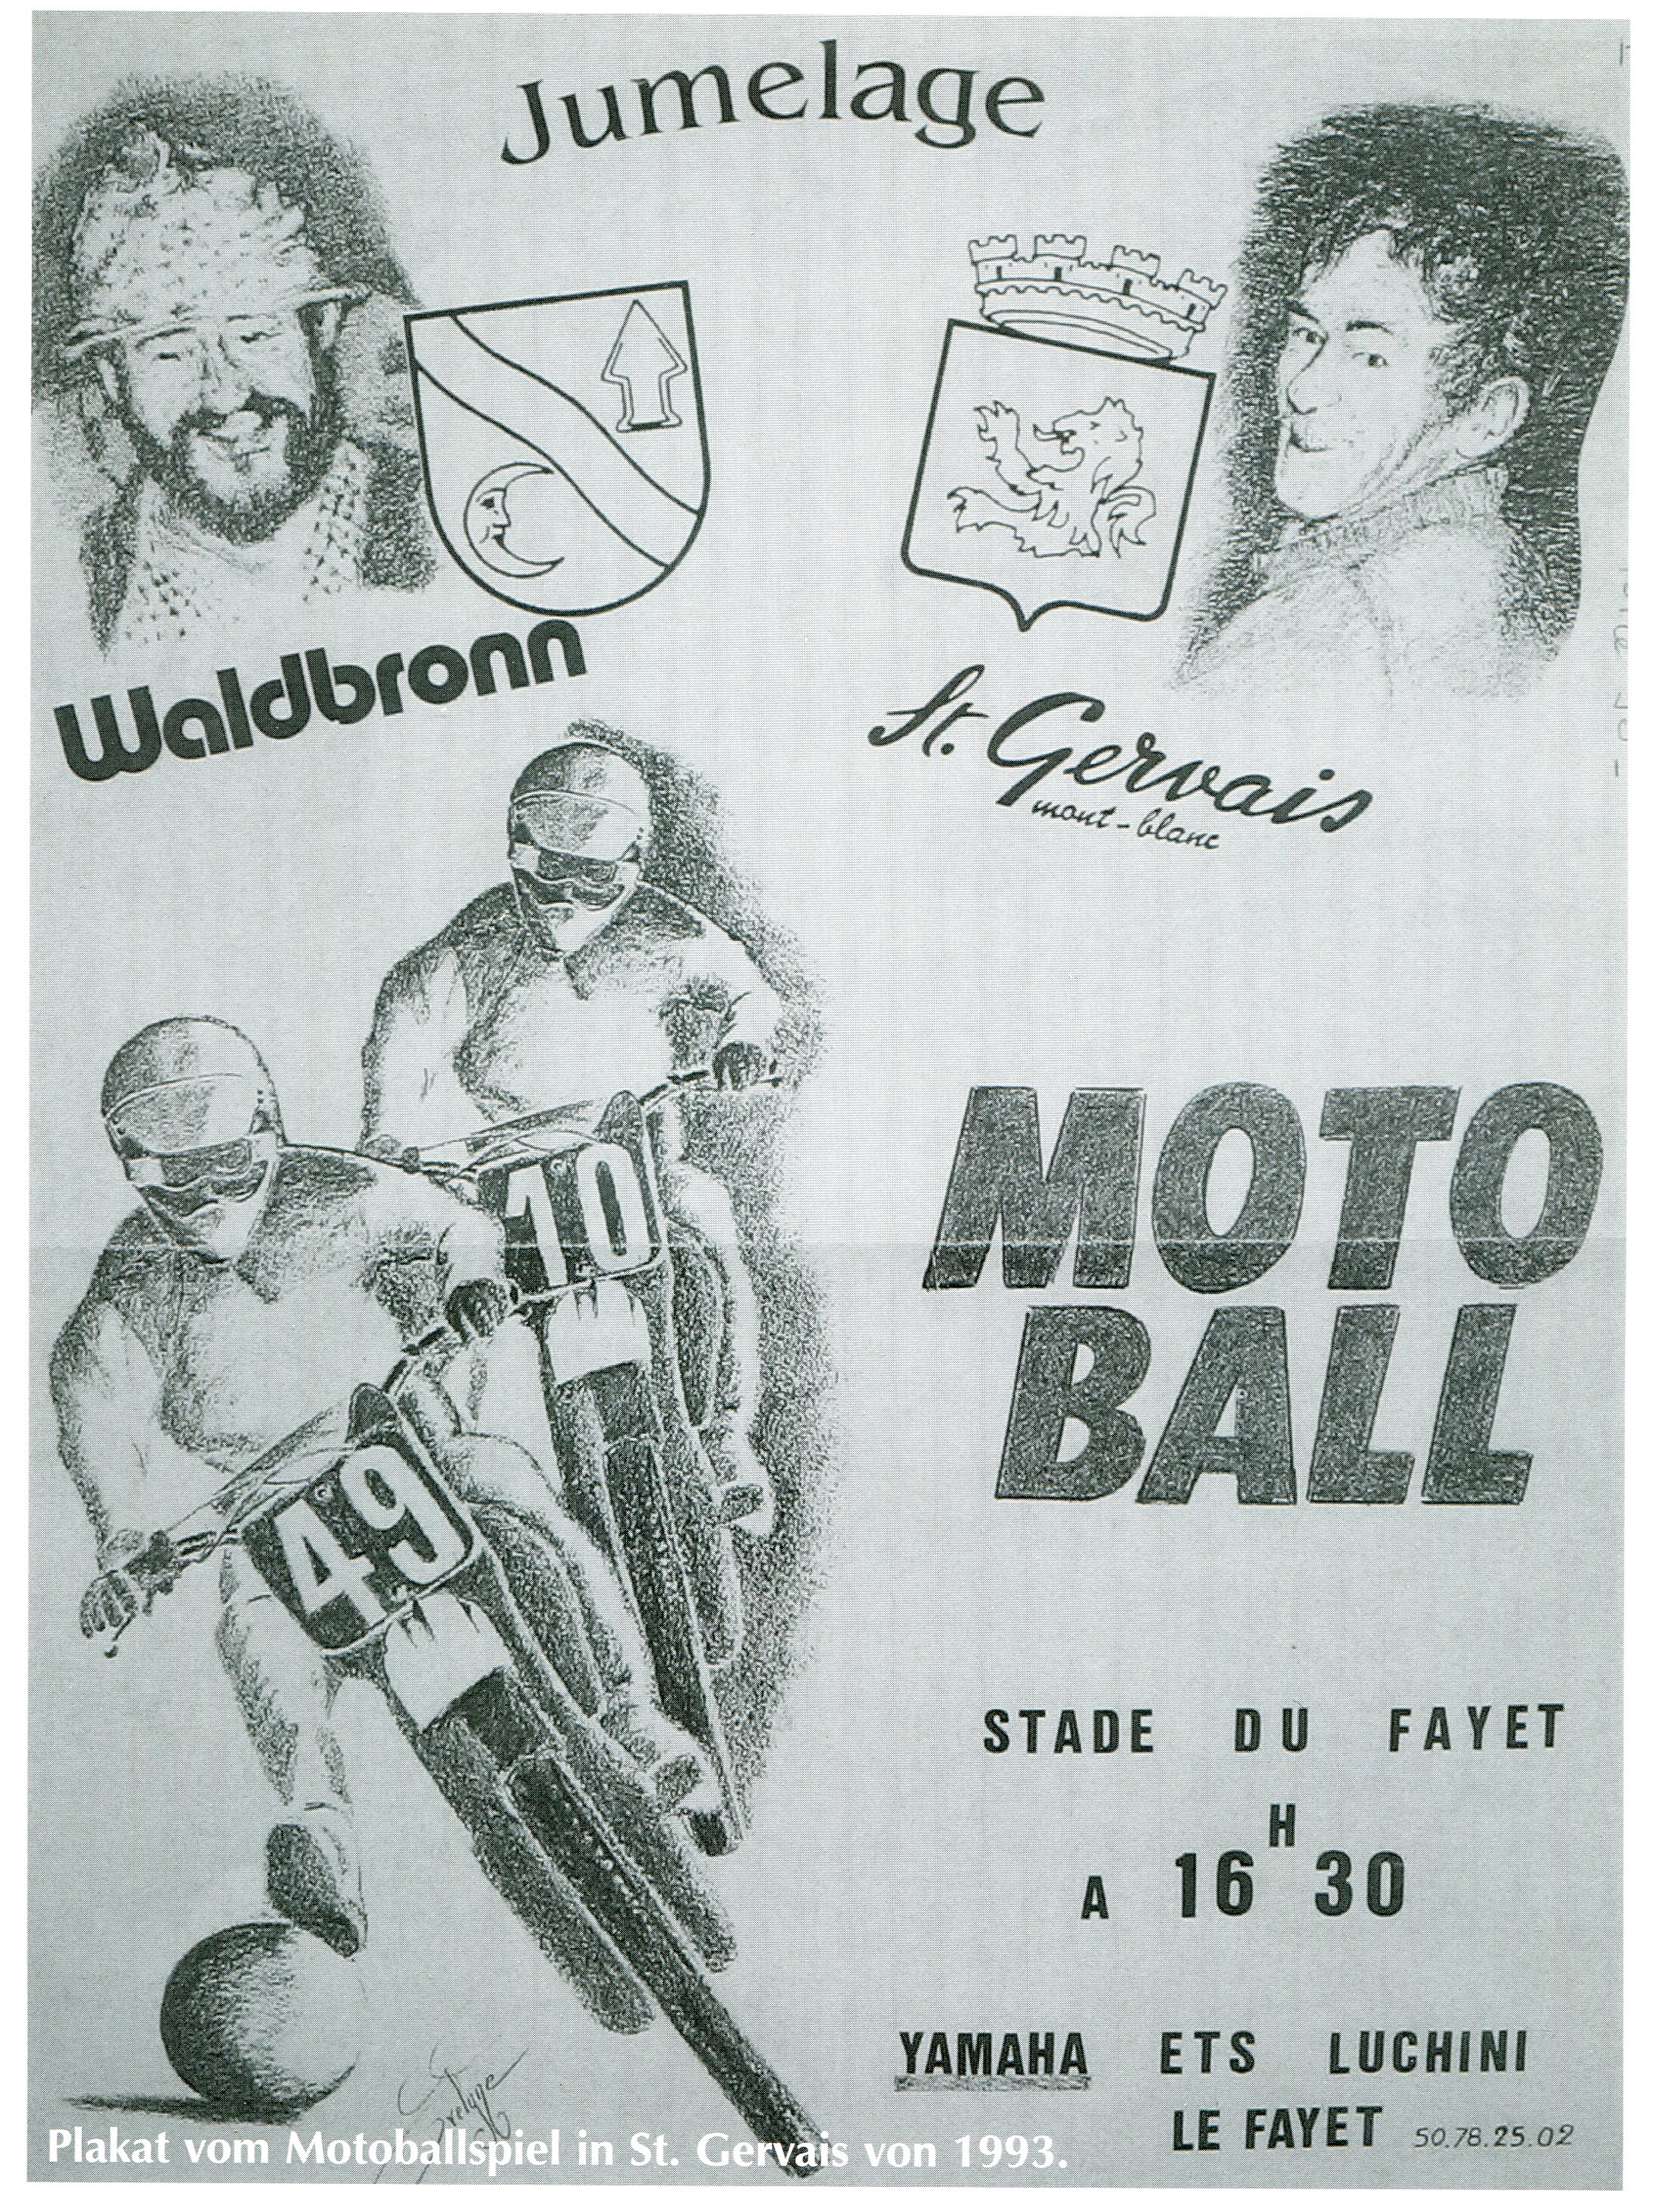 Jumelage
Waldbronn
St. Gervais
mont-blanc
10
49
MOTO
BALL
STADE DU FAYET
A 16 H 30
YAMAHA ETS LUCHINI
LE FAYET 50.78.25.02
Plakat vom Motoballspiel in St. Gervais von 1993.